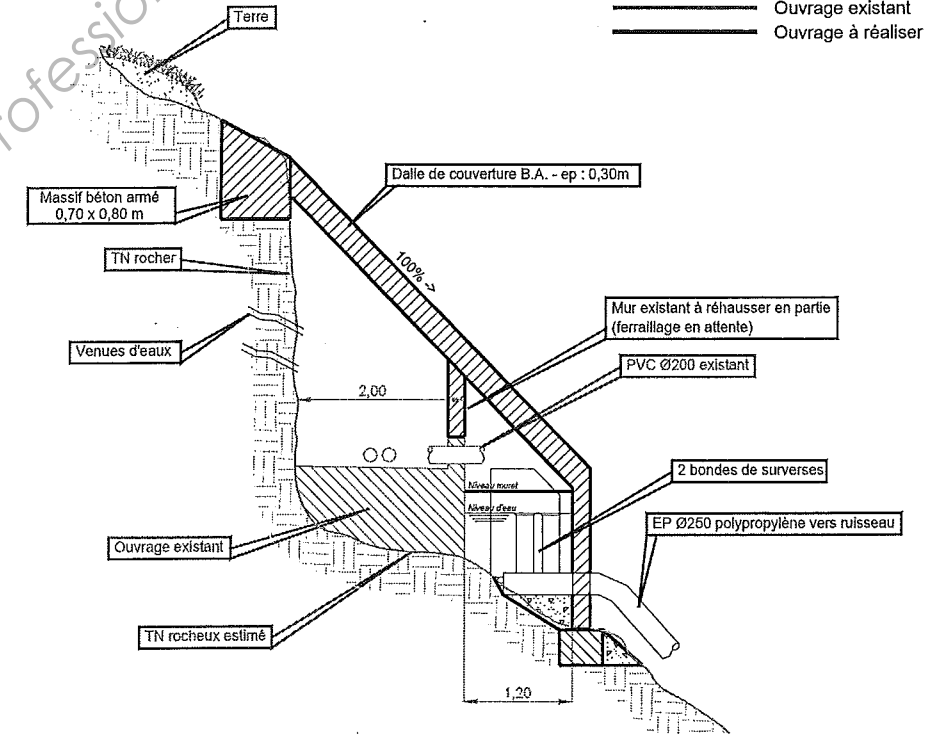 Ouvrage existant
Ouvrage à réaliser
Terre
Dalle de couverture B.A. - ep : 0,30m
Massif béton armé
0,70 x 0,80 m
TN rocher
100% ->
Mur existant à réhausser en partie
(ferraillage en attente)
Venues d'eaux
PVC Ø200 existant
2,00
2 bondes de surverses
Niveau muret
Niveau d'eau
EP Ø250 polypropylène vers ruisseau
Ouvrage existant
TN rocheux estimé
1,20